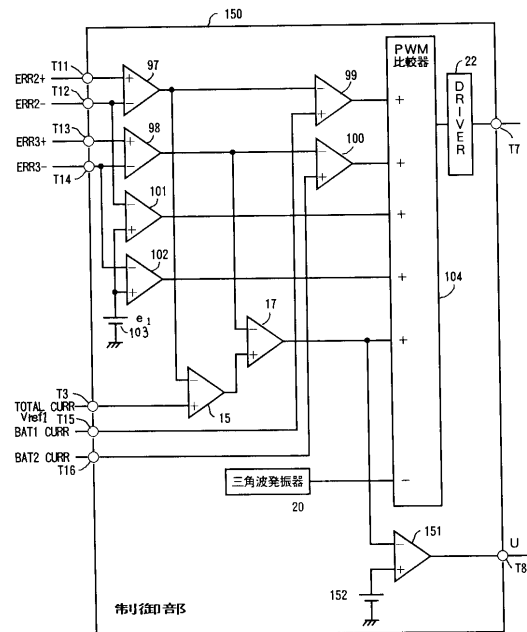 150
PWM
比較器
22
DRIVER
T7
ERR2+
T11
97
ERR2-
T12
99
ERR3+
T13
98
100
ERR3-
T14
101
102
104
e1
103
17
TOTAL CURR
T3
15
Vref1
T15
BAT1 CURR
BAT2 CURR
T16
三角波発振器
20
151
U
T8
152
制御部
+
-
+
-
-
+
-
+
-
+
-
+
-
+
-
+
-
+
+
+
+
+
+
-